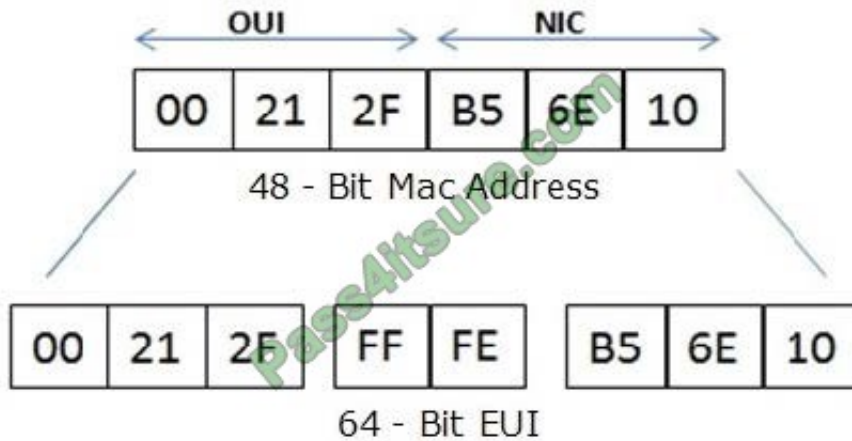 OUI NIC
00 21 2F B5 6E 10
48 - Bit Mac Address
00 21 2F FF FE B5 6E 10
64 - Bit EUI
Pass4itsure.com